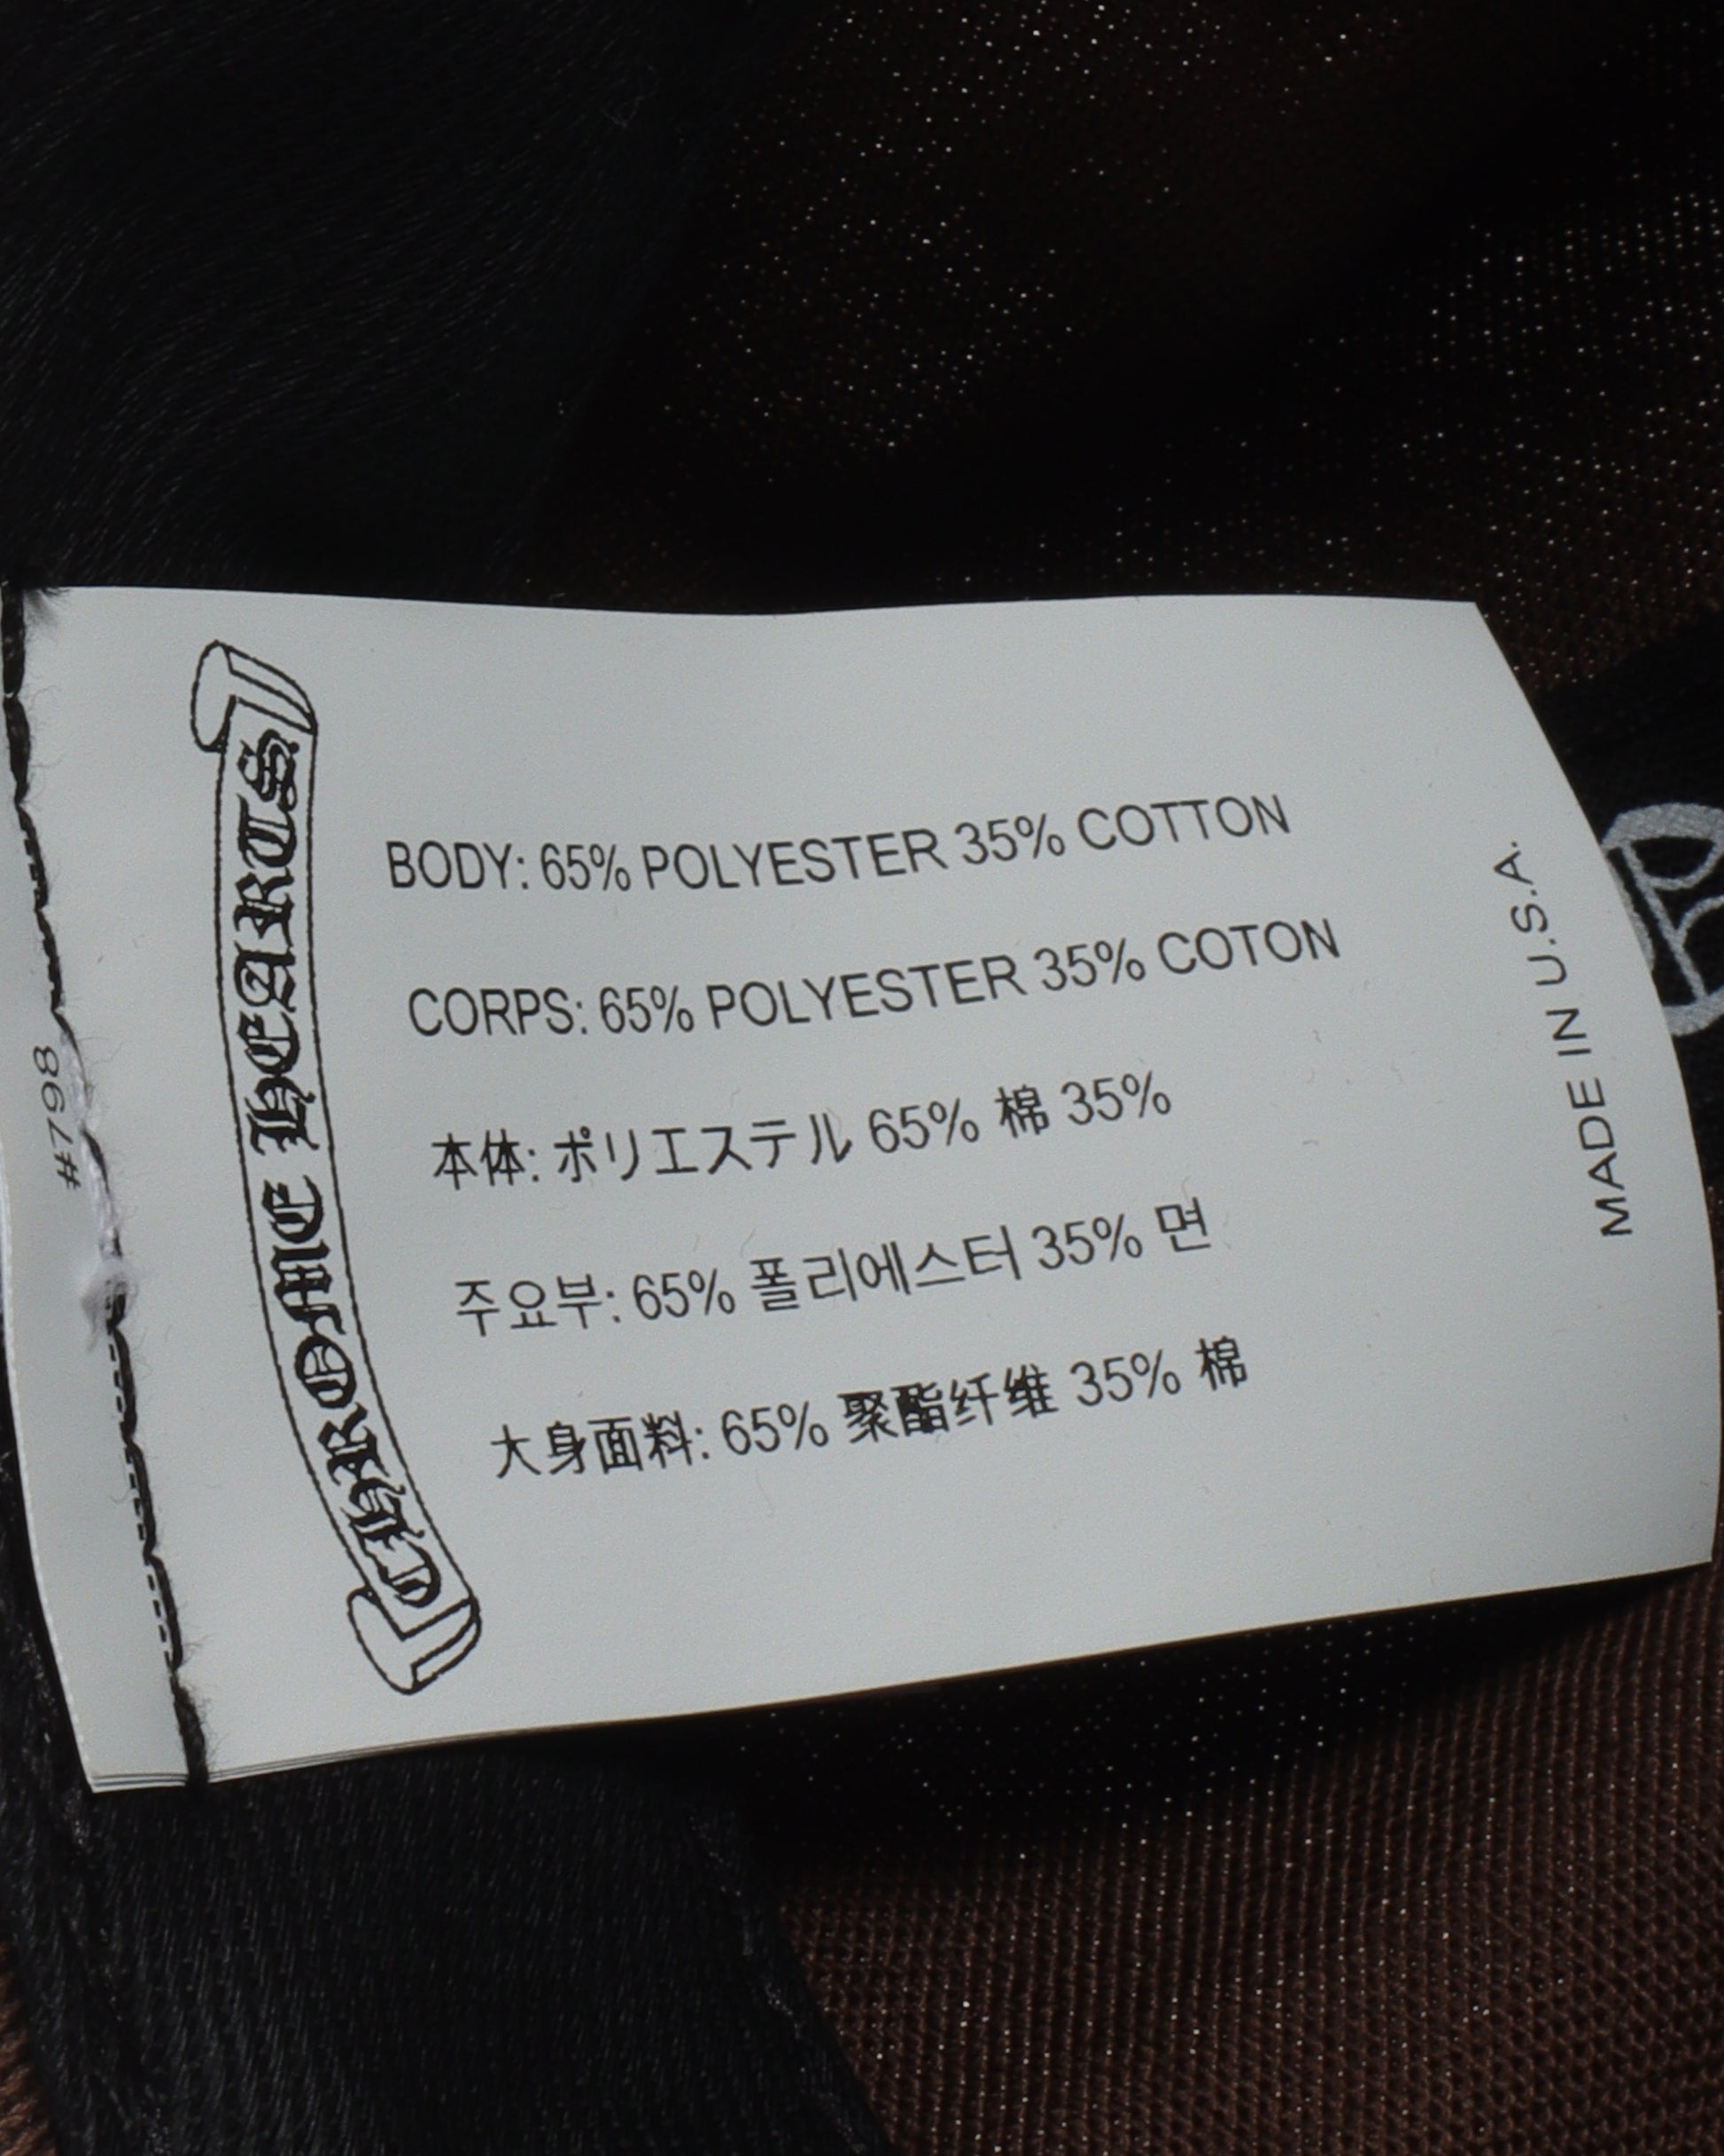 CHROME HEARTS
BODY: 65% POLYESTER 35% COTTON
CORPS: 65% POLYESTER 35% COTON
本体: ポリエステル 65% 棉 35%
주요부: 65% 폴리에스터 35% 면
大身面料: 65% 聚酯纤维 35% 棉
MADE IN U.S.A.
#798